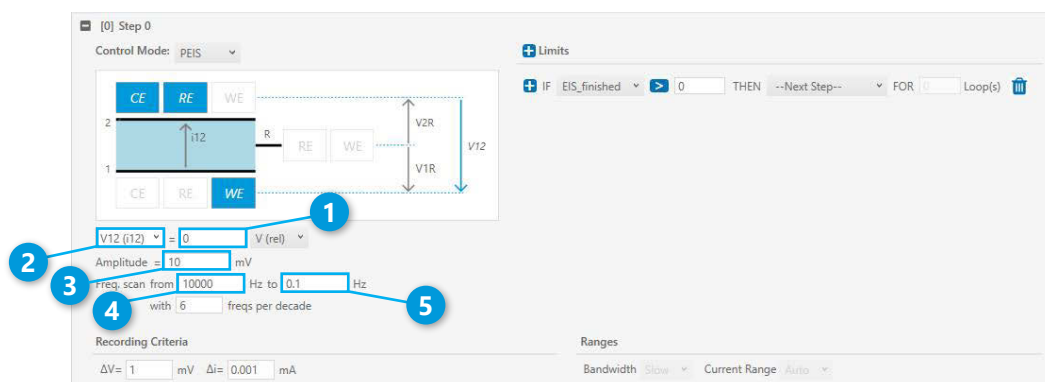 [0] Step 0
Control Mode: PEIS
Limits
IF EIS_finished > 0 THEN --Next Step-- FOR 0 Loop(s)
CE RE WE
2
i12
R
RE WE
V2R
V12
V1R
1
CE RE WE
1
2
V12 (i12) = 0 V (rel)
3
Amplitude = 10 mV
Freq. scan from 10000 Hz to 0.1 Hz
4
5
with 6 freqs per decade
Recording Criteria
Ranges
ΔV= 1 mV Δi= 0.001 mA
Bandwidth Slow Current Range Auto